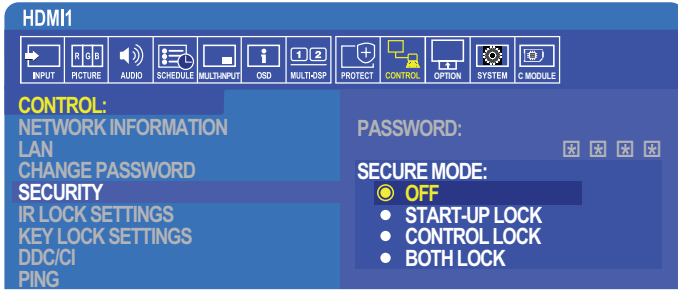 HDMI1
INPUT RGB PICTURE AUDIO SCHEDULE MULTI-INPUT i OSD 1 2 MULTI-DSP PROTECT CONTROL OPTION SYSTEM C MODULE
CONTROL:
NETWORK INFORMATION
LAN
CHANGE PASSWORD
SECURITY
IR LOCK SETTINGS
KEY LOCK SETTINGS
DDC/CI
PING
PASSWORD:
* * * *
SECURE MODE:
OFF
START-UP LOCK
CONTROL LOCK
BOTH LOCK